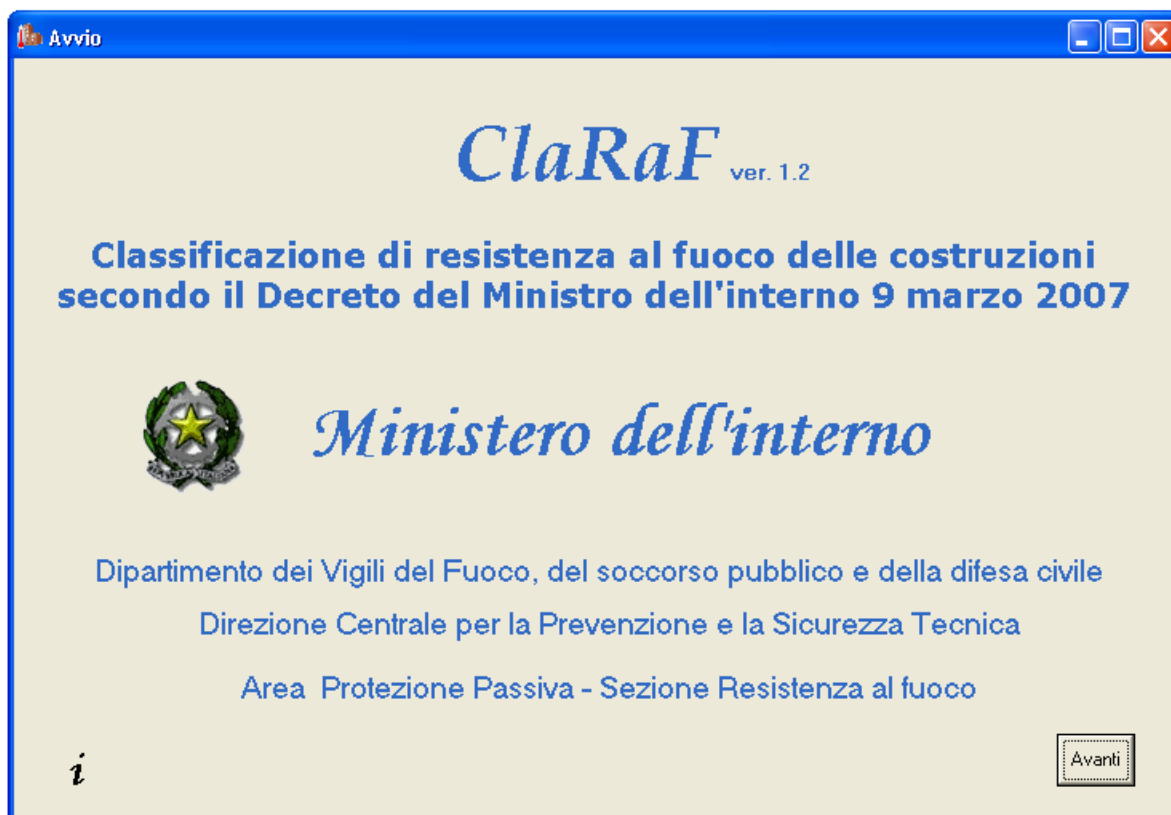 Avvio
ClaRaF ver. 1.2
Classificazione di resistenza al fuoco delle costruzioni
secondo il Decreto del Ministro dell'interno 9 marzo 2007
Ministero dell'interno
Dipartimento dei Vigili del Fuoco, del soccorso pubblico e della difesa civile
Direzione Centrale per la Prevenzione e la Sicurezza Tecnica
Area Protezione Passiva - Sezione Resistenza al fuoco
i
Avanti